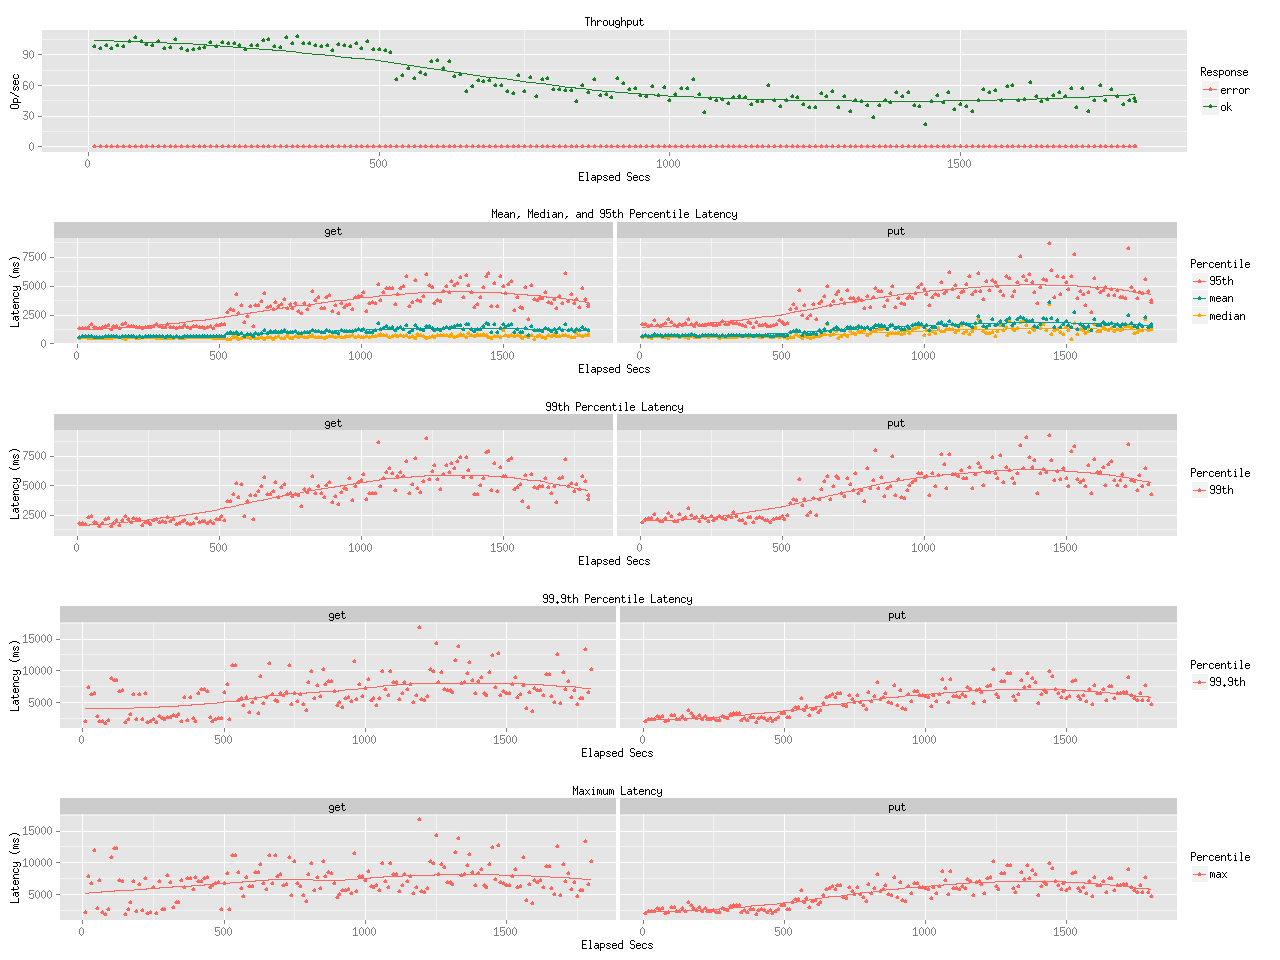 Throughput
Op/sec
90
60
30
0
0
500
1000
1500
Elapsed Secs
Response
error
ok
Mean, Median, and 95th Percentile Latency
get
put
Latency (ms)
7500
5000
2500
0
0
500
1000
1500
0
500
1000
1500
Elapsed Secs
Percentile
95th
mean
median
99th Percentile Latency
get
put
Latency (ms)
7500
5000
2500
0
500
1000
1500
0
500
1000
1500
Elapsed Secs
Percentile
99th
99.9th Percentile Latency
get
put
Latency (ms)
15000
10000
5000
0
500
1000
1500
0
500
1000
1500
Elapsed Secs
Percentile
99.9th
Maximum Latency
get
put
Latency (ms)
15000
10000
5000
0
500
1000
1500
0
500
1000
1500
Elapsed Secs
Percentile
max